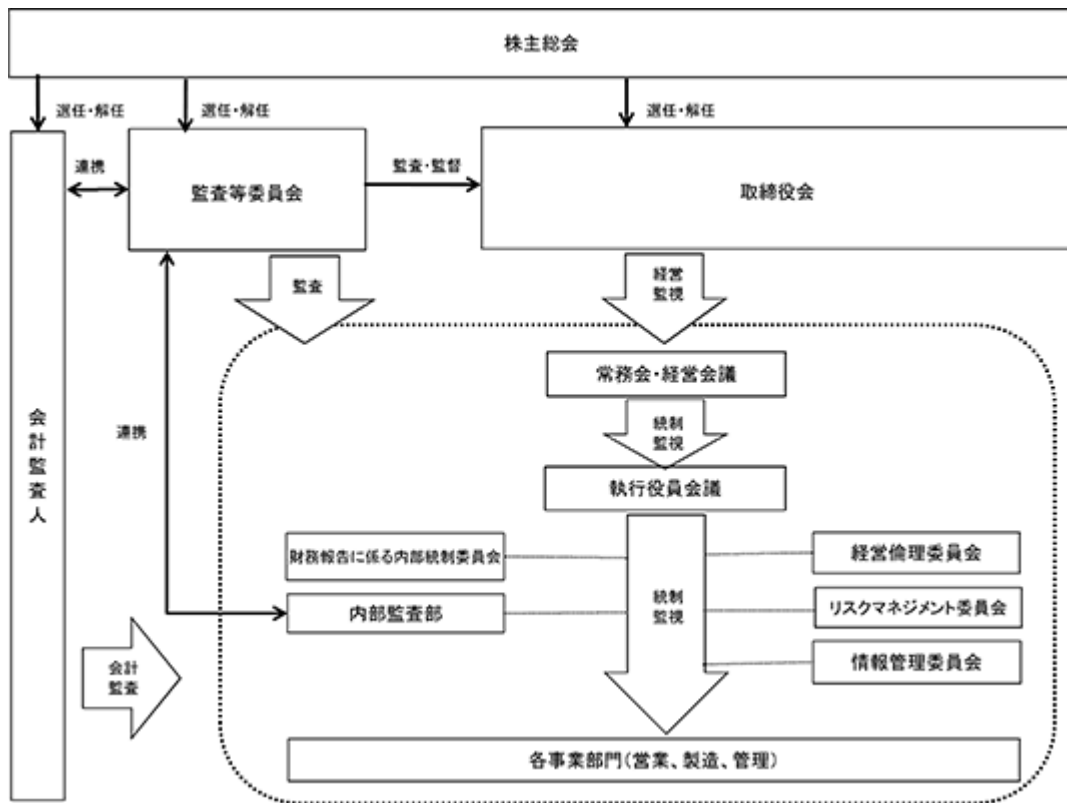 株主総会
選任・解任
選任・解任
選任・解任
連携
監査・監督
監査等委員会
取締役会
監査
経営
監視
常務会・経営会議
統制
監視
連携
会計監査人
執行役員会議
財務報告に係る内部統制委員会
経営倫理委員会
内部監査部
統制
監視
リスクマネジメント委員会
情報管理委員会
会計
監査
各事業部門(営業、製造、管理)